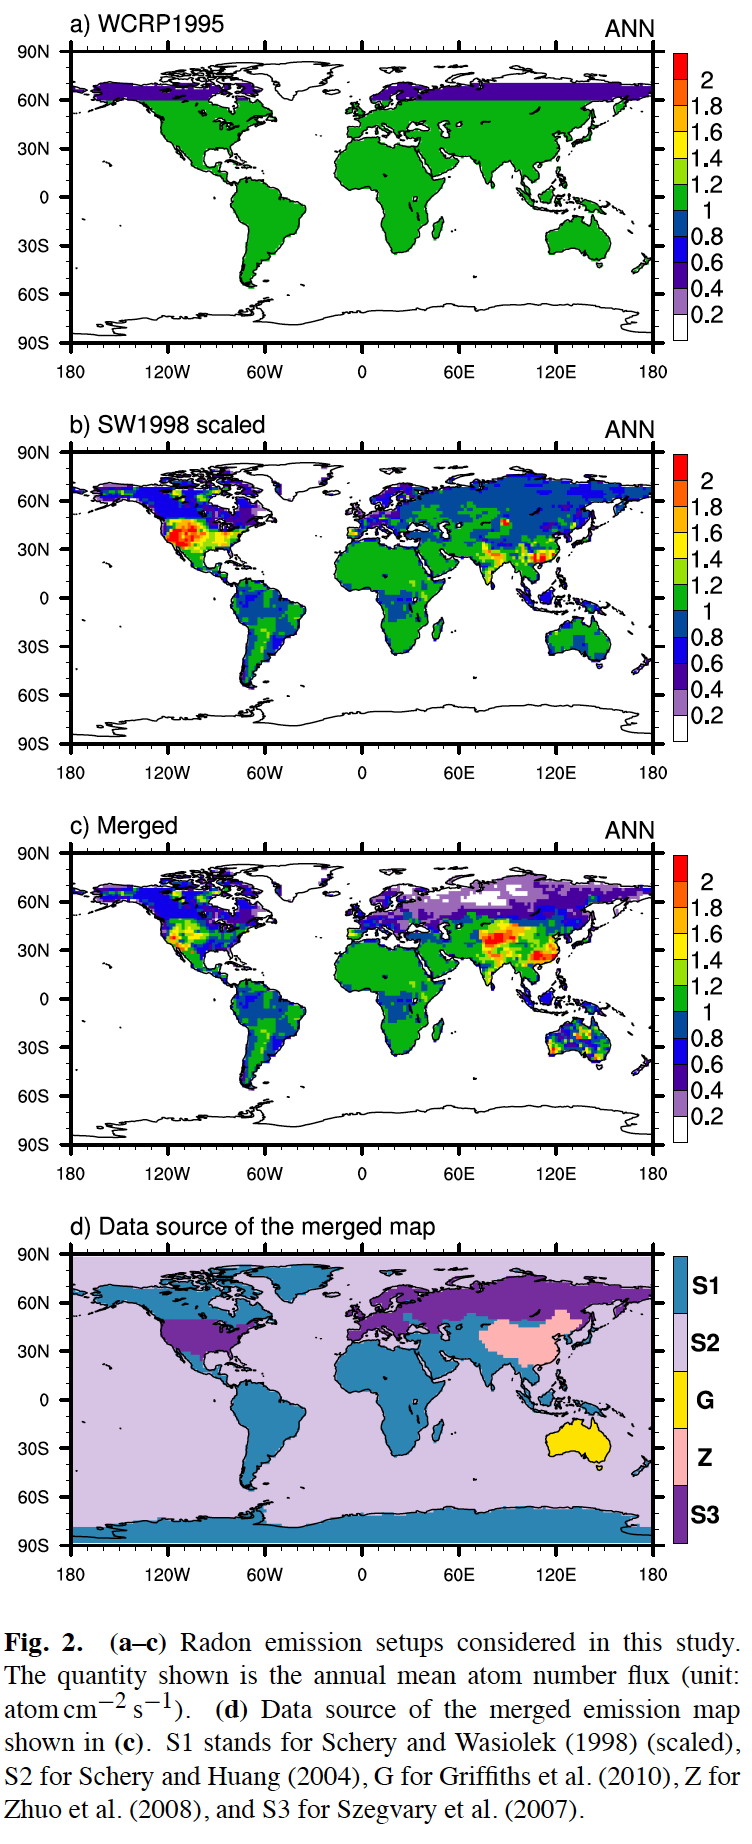 a) WCRP1995
ANN
90N
60N
30N
0
30S
60S
90S
180
120W
60W
0
60E
120E
180
2
1.8
1.6
1.4
1.2
1
0.8
0.6
0.4
0.2
b) SW1998 scaled
ANN
90N
60N
30N
0
30S
60S
90S
180
120W
60W
0
60E
120E
180
2
1.8
1.6
1.4
1.2
1
0.8
0.6
0.4
0.2
c) Merged
ANN
90N
60N
30N
0
30S
60S
90S
180
120W
60W
0
60E
120E
180
2
1.8
1.6
1.4
1.2
1
0.8
0.6
0.4
0.2
d) Data source of the merged map
90N
60N
30N
0
30S
60S
90S
180
120W
60W
0
60E
120E
180
S1
S2
G
Z
S3
Fig. 2. (a–c) Radon emission setups considered in this study.
The quantity shown is the annual mean atom number flux (unit:
atom cm−2 s−1). (d) Data source of the merged emission map
shown in (c). S1 stands for Schery and Wasiolek (1998) (scaled),
S2 for Schery and Huang (2004), G for Griffiths et al. (2010), Z for
Zhuo et al. (2008), and S3 for Szegvary et al. (2007).